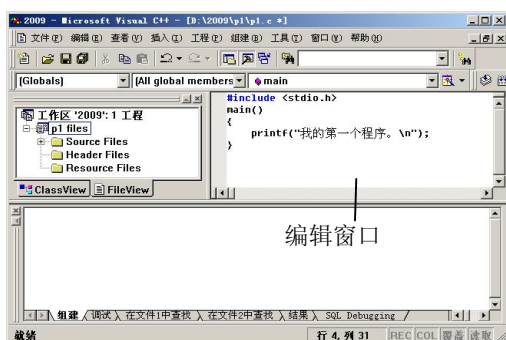 2009 - Microsoft Visual C++ - [D:\2009\p1\p1.c *]
文件(F) 编辑(E) 查看(V) 插入(I) 工程(P) 组建(B) 工具(T) 窗口(W) 帮助(H)
(Globals) [All global members main
#include <stdio.h>
main()
{
printf("我的第一个程序。\n");
}
工作区 '2009': 1 工程
p1 files
Source Files
Header Files
Resource Files
ClassView FileView
编辑窗口
组建 调试 在文件1中查找 在文件2中查找 结果 SQL Debugging
就绪 行 4, 列 31 REC COL 覆盖 读取